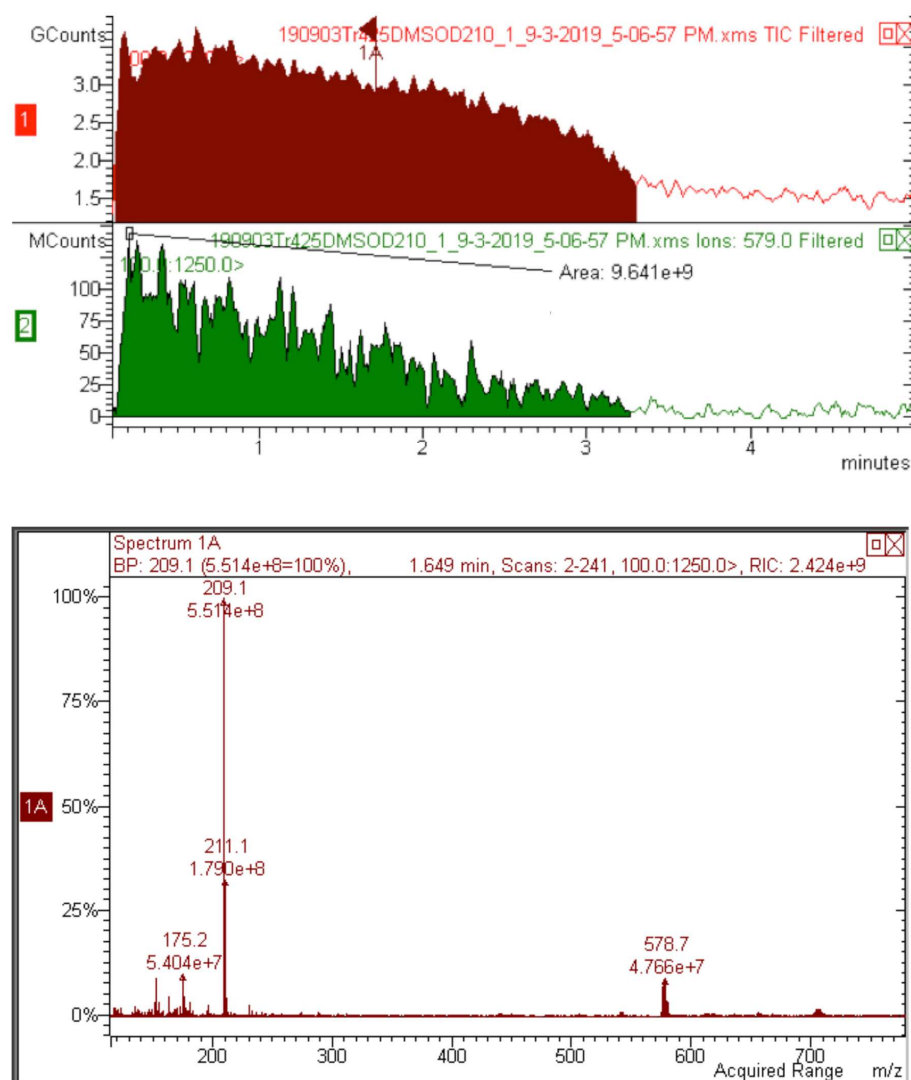 GCounts
190903Tr425DMSOD210_1_9-3-2019_5-06-57 PM.xms TIC Filtered
1A
3.0
2.5
2.0
1.5
1
MCounts
190903Tr425DMSOD210_1_9-3-2019_5-06-57 PM.xms Ions: 579.0 Filtered
Area: 9.641e+9
100
75
50
25
0
2
1 2 3 4
minutes
Spectrum 1A
BP: 209.1 (5.514e+8=100%), 1.649 min, Scans: 2-241, 100.0:1250.0>, RIC: 2.424e+9
209.1
5.514e+8
211.1
1.790e+8
175.2
5.404e+7
578.7
4.766e+7
100%
75%
50%
25%
0%
1A
200 300 400 500 600 700
Acquired Range m/z